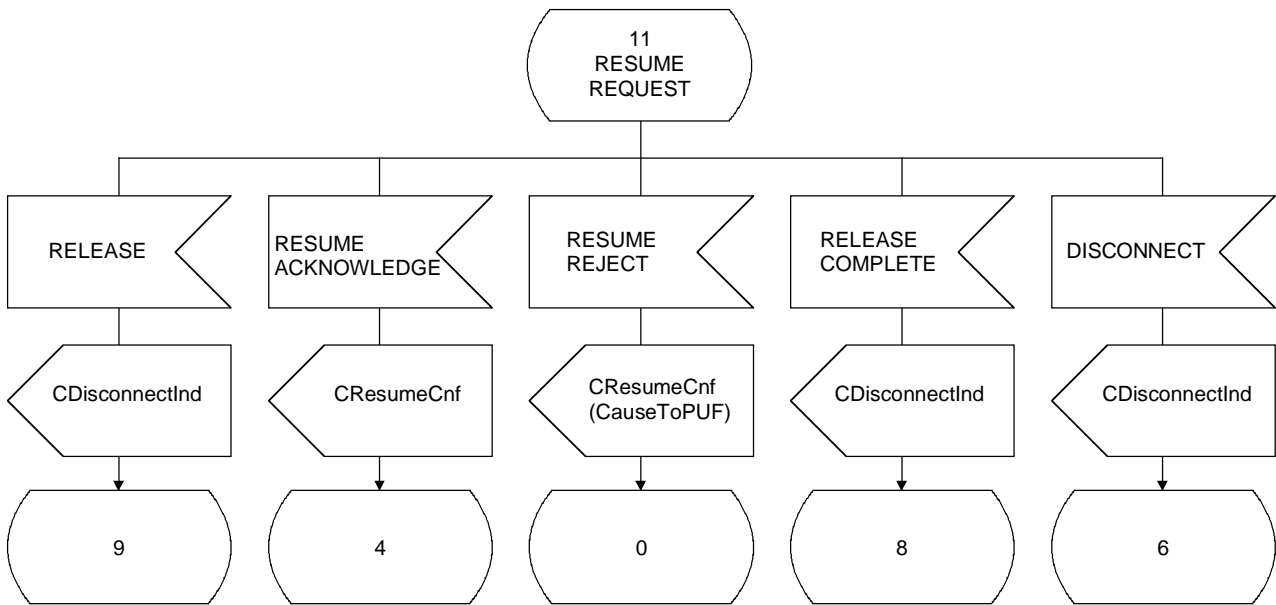 11
RESUME
REQUEST
RELEASE
RESUME
ACKNOWLEDGE
RESUME
REJECT
RELEASE
COMPLETE
DISCONNECT
CDisconnectInd
CResumeCnf
CResumeCnf
(CauseToPUF)
CDisconnectInd
CDisconnectInd
9
4
0
8
6